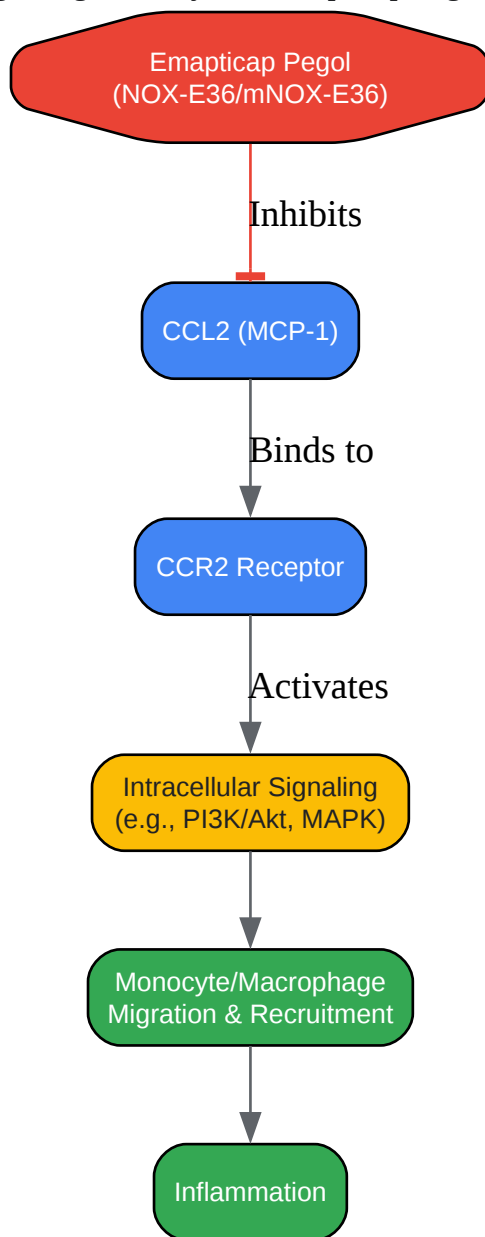 Emapticap Pegol
(NOX-E36/mNOX-E36)
Inhibits
CCL2 (MCP-1)
Binds to
CCR2 Receptor
Activates
Intracellular Signaling
(e.g., PI3K/Akt, MAPK)
Monocyte/Macrophage
Migration & Recruitment
Inflammation